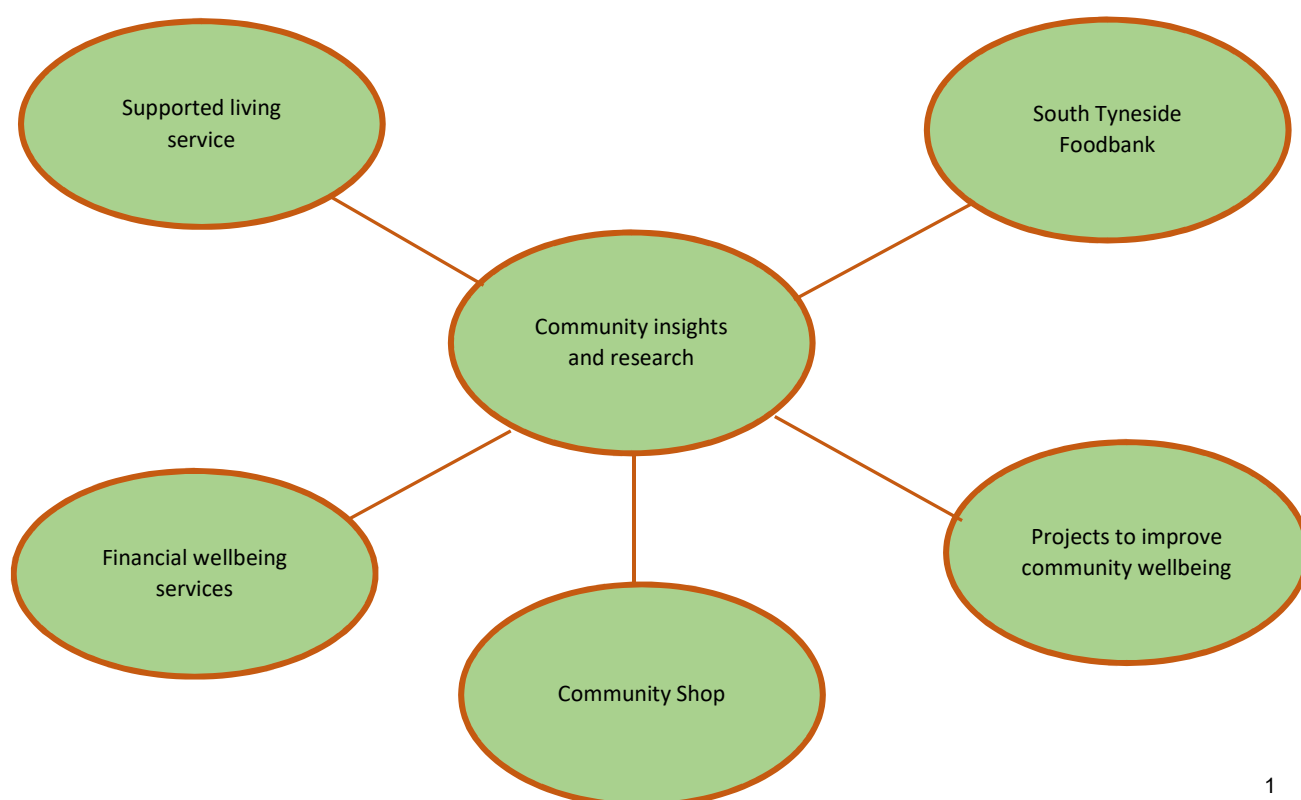 Supported living
service
South Tyneside
Foodbank
Community insights
and research
Financial wellbeing
services
Projects to improve
community wellbeing
Community Shop
1